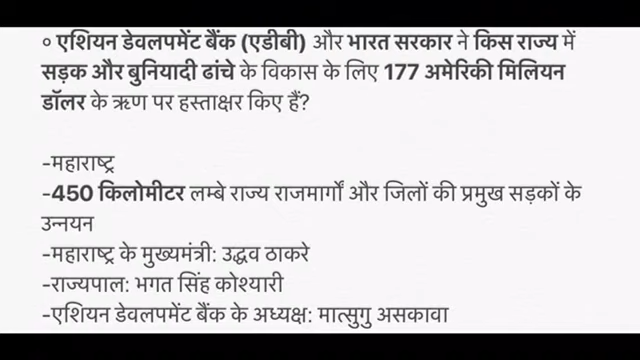 ० एशियन डेवलपमेंट बैंक (एडीबी) और भारत सरकार ने किस राज्य में
सड़क और बुनियादी ढांचे के विकास के लिए 177 अमेरिकी मिलियन
डॉलर के ऋण पर हस्ताक्षर किए हैं?
-महाराष्ट्र
-450 किलोमीटर लम्बे राज्य राजमार्गों और जिलों की प्रमुख सड़कों के
उन्नयन
-महाराष्ट्र के मुख्यमंत्री: उद्धव ठाकरे
-राज्यपाल: भगत सिंह कोश्यारी
-एशियन डेवलपमेंट बैंक के अध्यक्ष: मात्सुगु असकावा